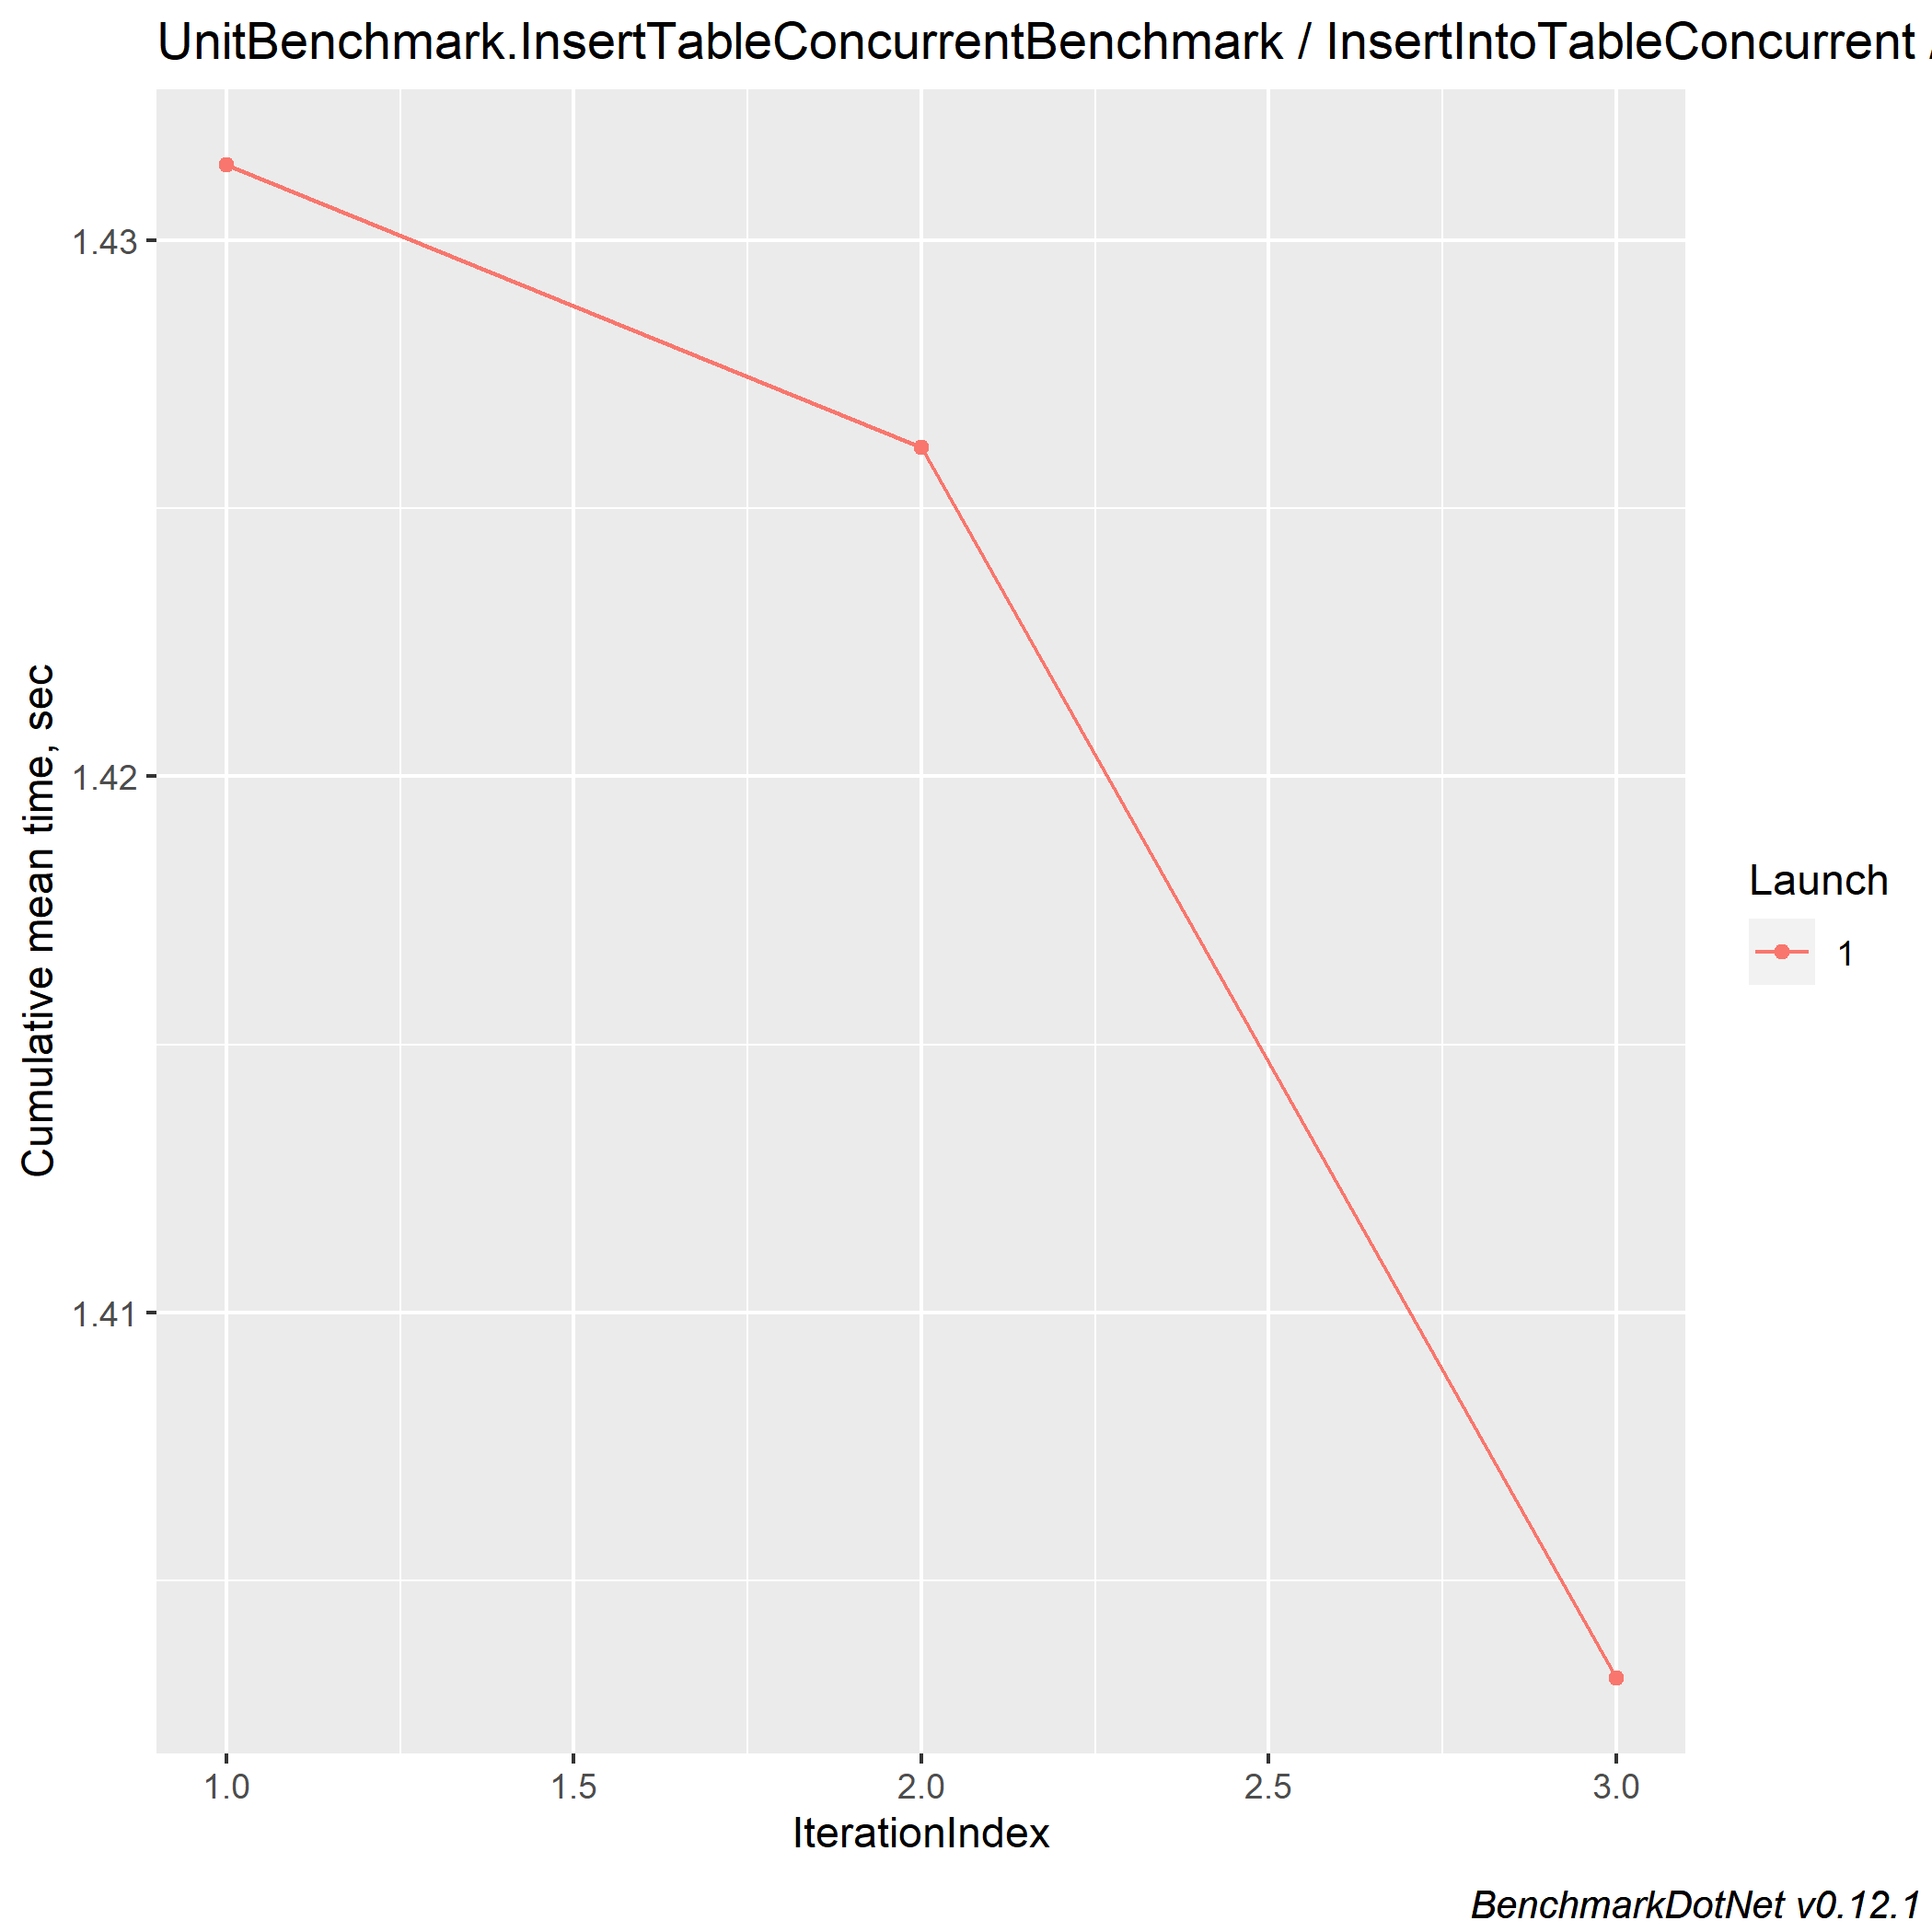 UnitBenchmark.InsertTableConcurrentBenchmark / InsertIntoTableConcurrent /
1.43
1.42
1.41
Cumulative mean time, sec
1.0 1.5 2.0 2.5 3.0
IterationIndex
Launch
1
BenchmarkDotNet v0.12.1